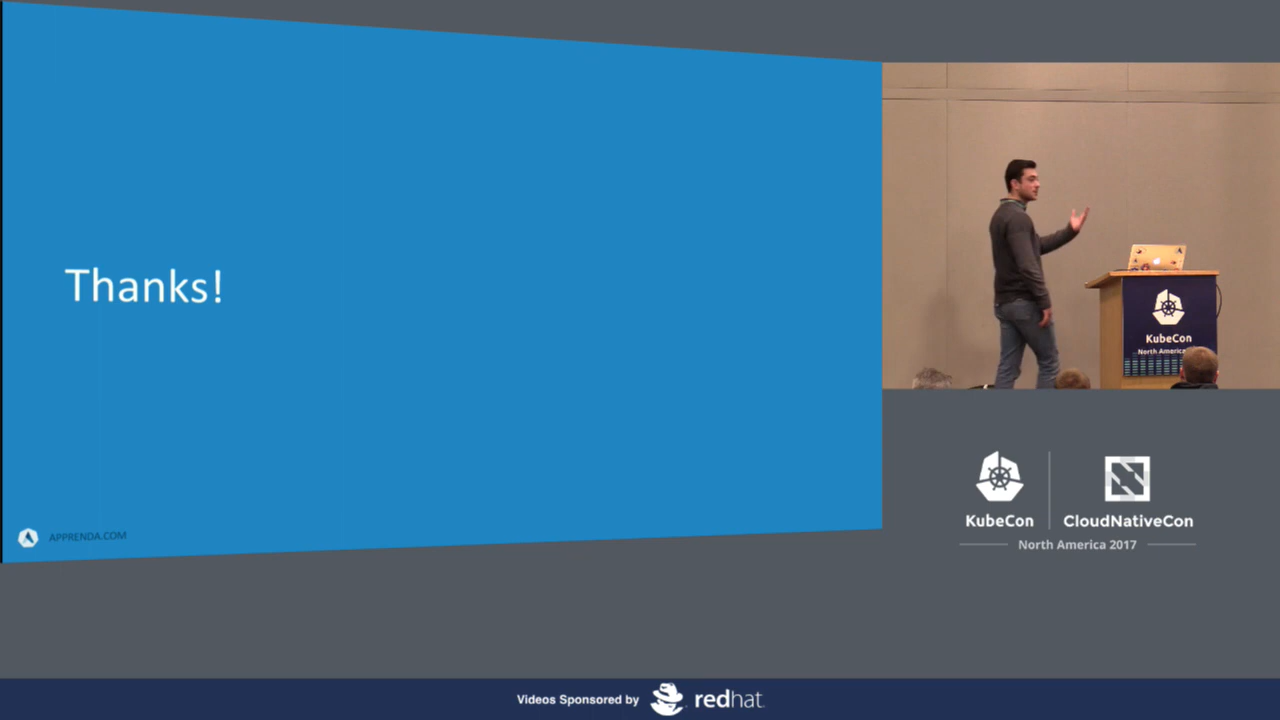 Thanks!
APPRENDA.COM
KubeCon
North America
KubeCon
CloudNativeCon
North America 2017
Videos Sponsored by
redhat